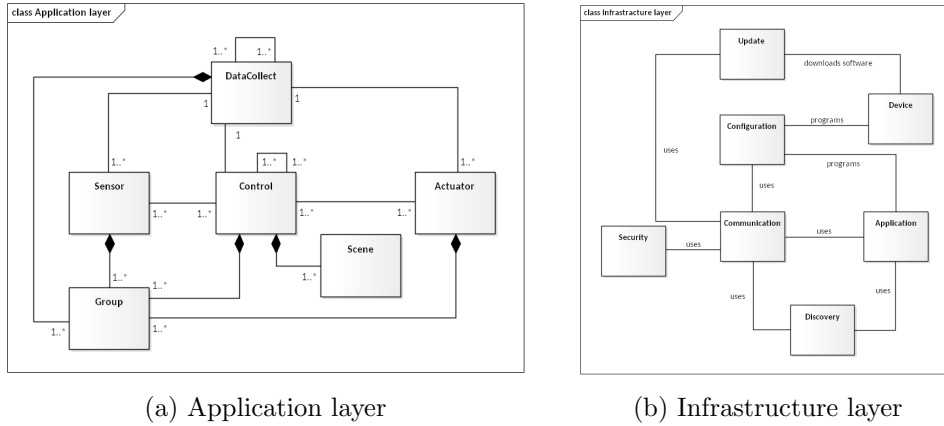 class Application layer
1..*
1..*
DataCollect
1
1
1
1..*
1..*
1..*
1..*
Sensor
Control
Actuator
1..*
1..*
1..*
1..*
Scene
1..*
1..*
1..*
Group
1..*
1..*
(a) Application layer
class Infrastructure layer
Update
downloads software
Device
Configuration
programs
uses
programs
uses
Communication
Application
Security
uses
uses
uses
uses
Discovery
(b) Infrastructure layer